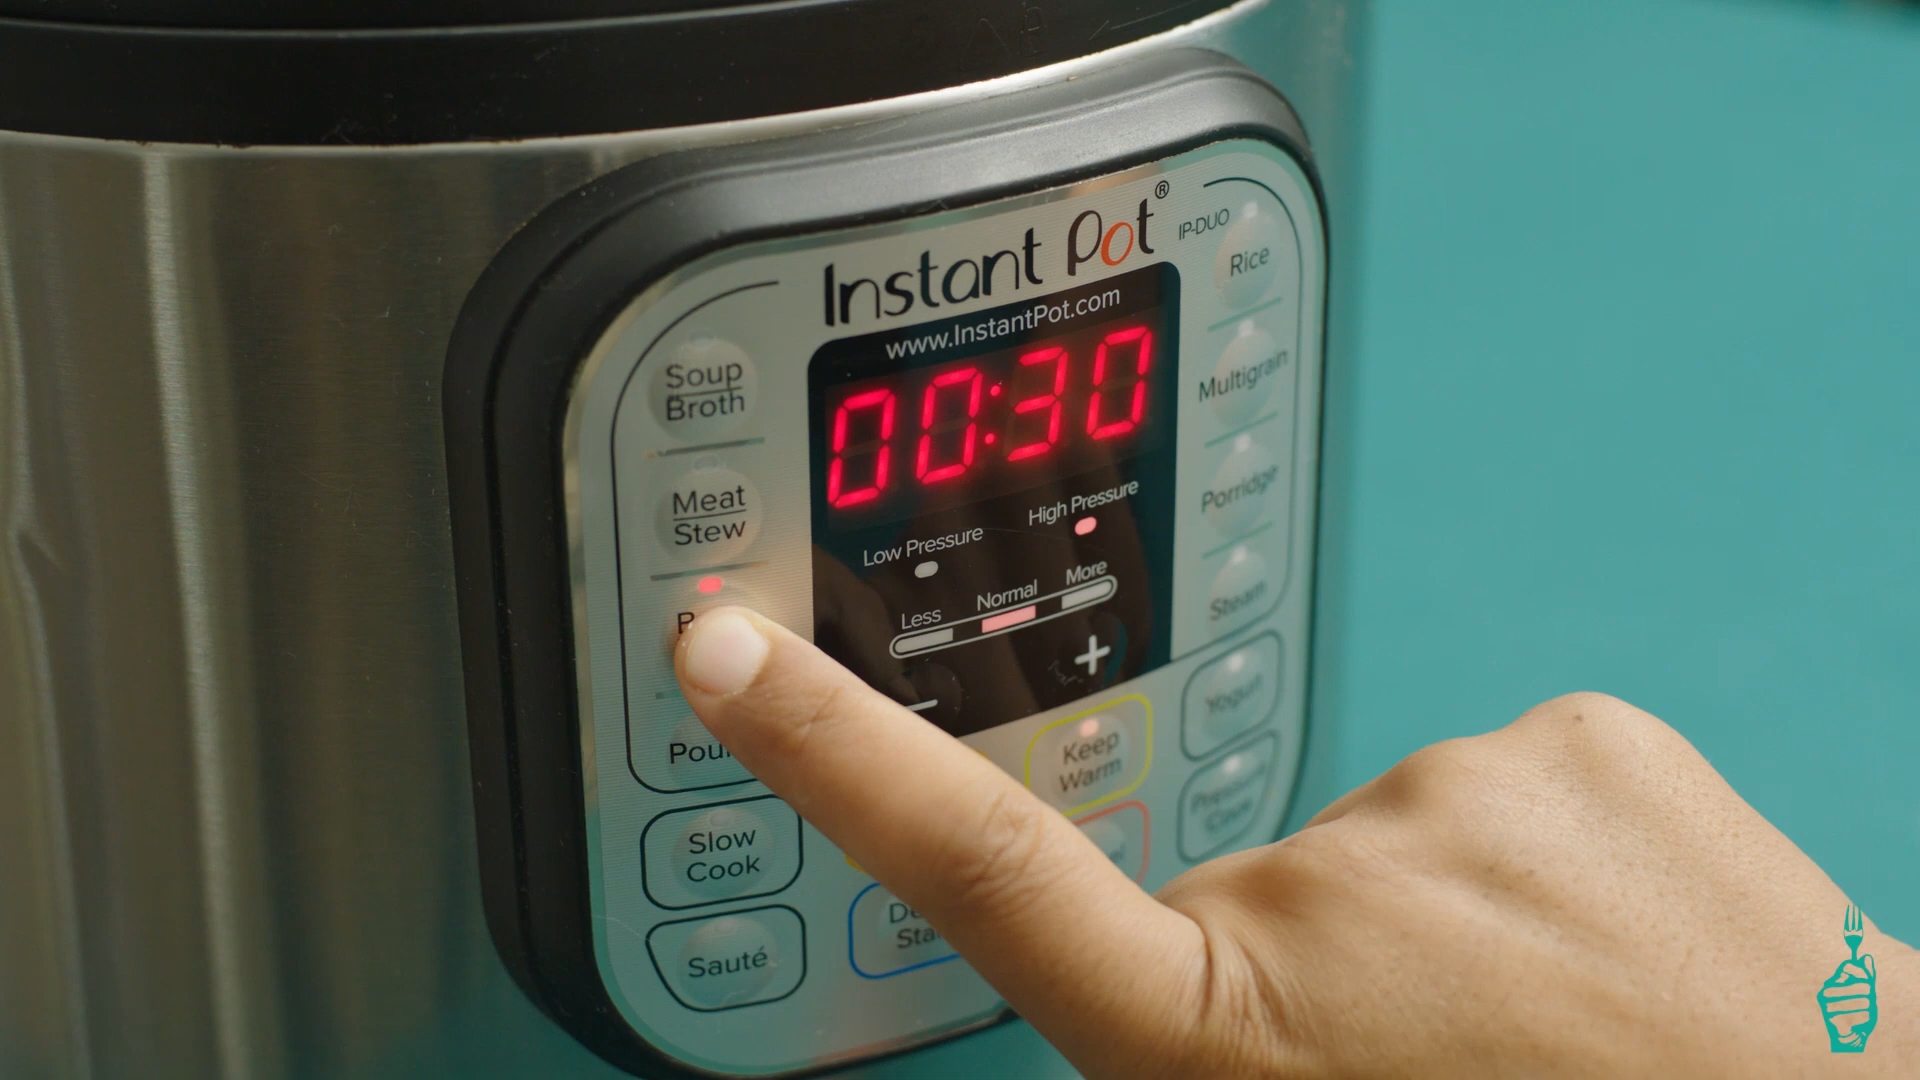 Instant Pot®
IP-DUO
www.InstantPot.com
00:30
Soup
Broth
Meat
Stew
Slow
Cook
Sauté
Low Pressure
High Pressure
Less
Normal
More
+
−
Keep
Warm
Rice
Multigrain
Porridge
Steam
Yogurt